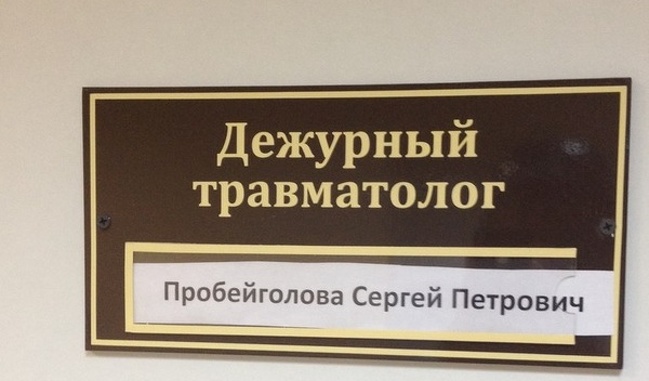 Дежурный
травматолог
Пробейголова Сергей Петрович